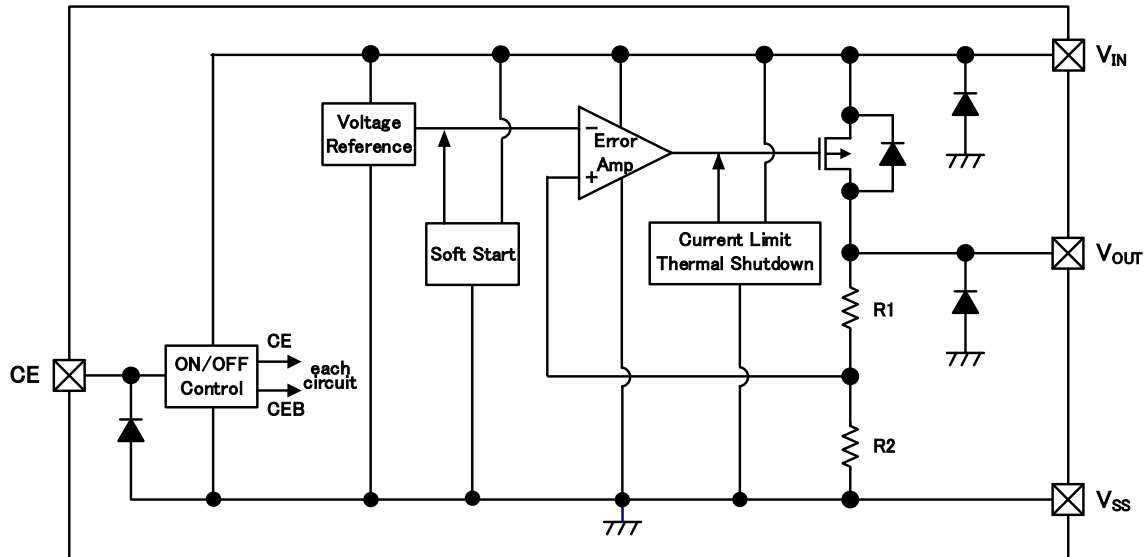 V_IN
Voltage
Reference
−
Error
Amp
+
Soft Start
Current Limit
Thermal Shutdown
V_OUT
R1
CE
ON/OFF
Control
CE
each
circuit
CEB
R2
V_SS